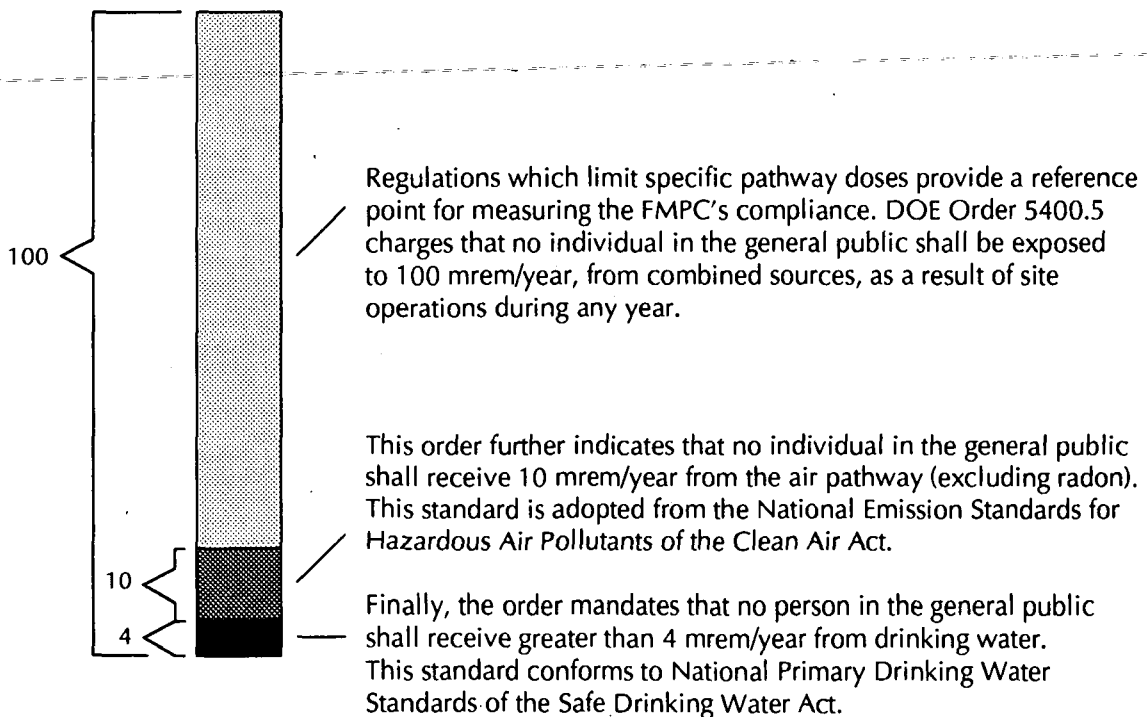 100
Regulations which limit specific pathway doses provide a reference
point for measuring the FMPC's compliance. DOE Order 5400.5
charges that no individual in the general public shall be exposed
to 100 mrem/year, from combined sources, as a result of site
operations during any year.
This order further indicates that no individual in the general public
shall receive 10 mrem/year from the air pathway (excluding radon).
This standard is adopted from the National Emission Standards for
Hazardous Air Pollutants of the Clean Air Act.
10
Finally, the order mandates that no person in the general public
4
shall receive greater than 4 mrem/year from drinking water.
This standard conforms to National Primary Drinking Water
Standards of the Safe Drinking Water Act.